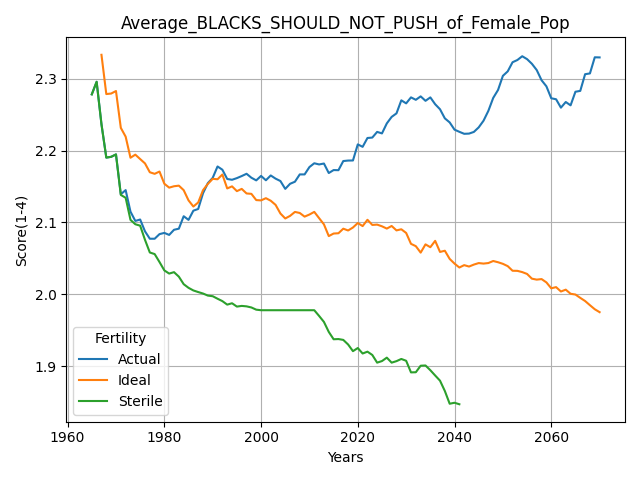 Average_BLACKS_SHOULD_NOT_PUSH_of_Female_Pop
Score(1-4)
2.3
2.2
2.1
2.0
1.9
Fertility
Actual
Ideal
Sterile
1960 1980 2000 2020 2040 2060
Years